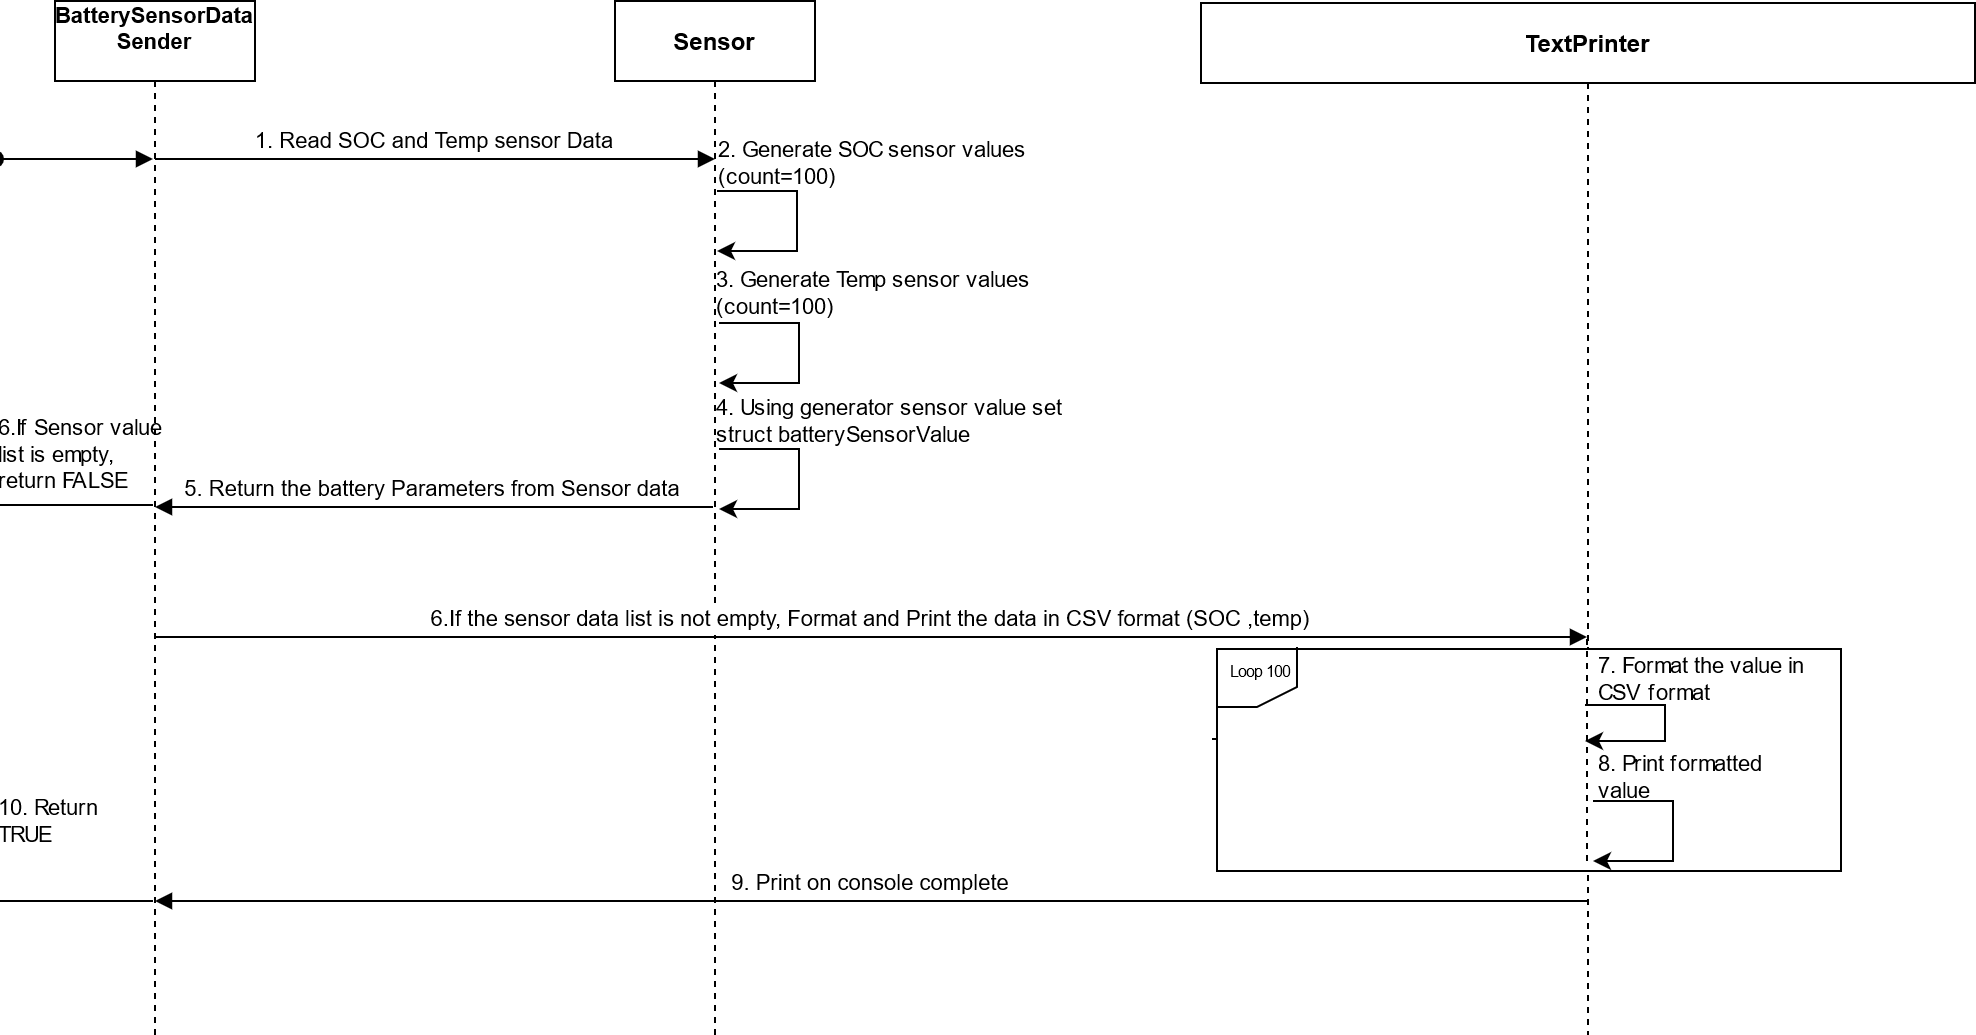 BatterySensorData
Sender
Sensor
TextPrinter
1. Read SOC and Temp sensor Data
2. Generate SOC sensor values
(count=100)
3. Generate Temp sensor values
(count=100)
4. Using generator sensor value set
struct batterySensorValue
6.If Sensor value
list is empty,
return FALSE
5. Return the battery Parameters from Sensor data
6.If the sensor data list is not empty, Format and Print the data in CSV format (SOC ,temp)
Loop 100
7. Format the value in
CSV format
8. Print formatted
value
10. Return
TRUE
9. Print on console complete